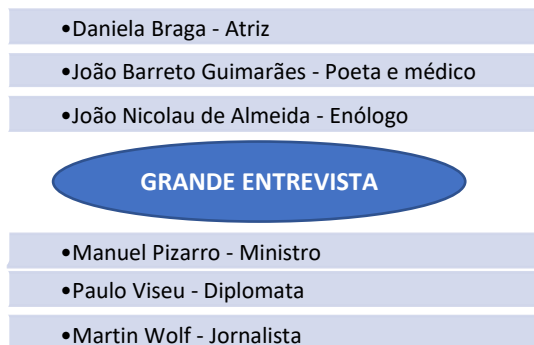 •Daniela Braga - Atriz
•João Barreto Guimarães - Poeta e médico
•João Nicolau de Almeida - Enólogo
GRANDE ENTREVISTA
•Manuel Pizarro - Ministro
•Paulo Viseu - Diplomata
•Martin Wolf - Jornalista